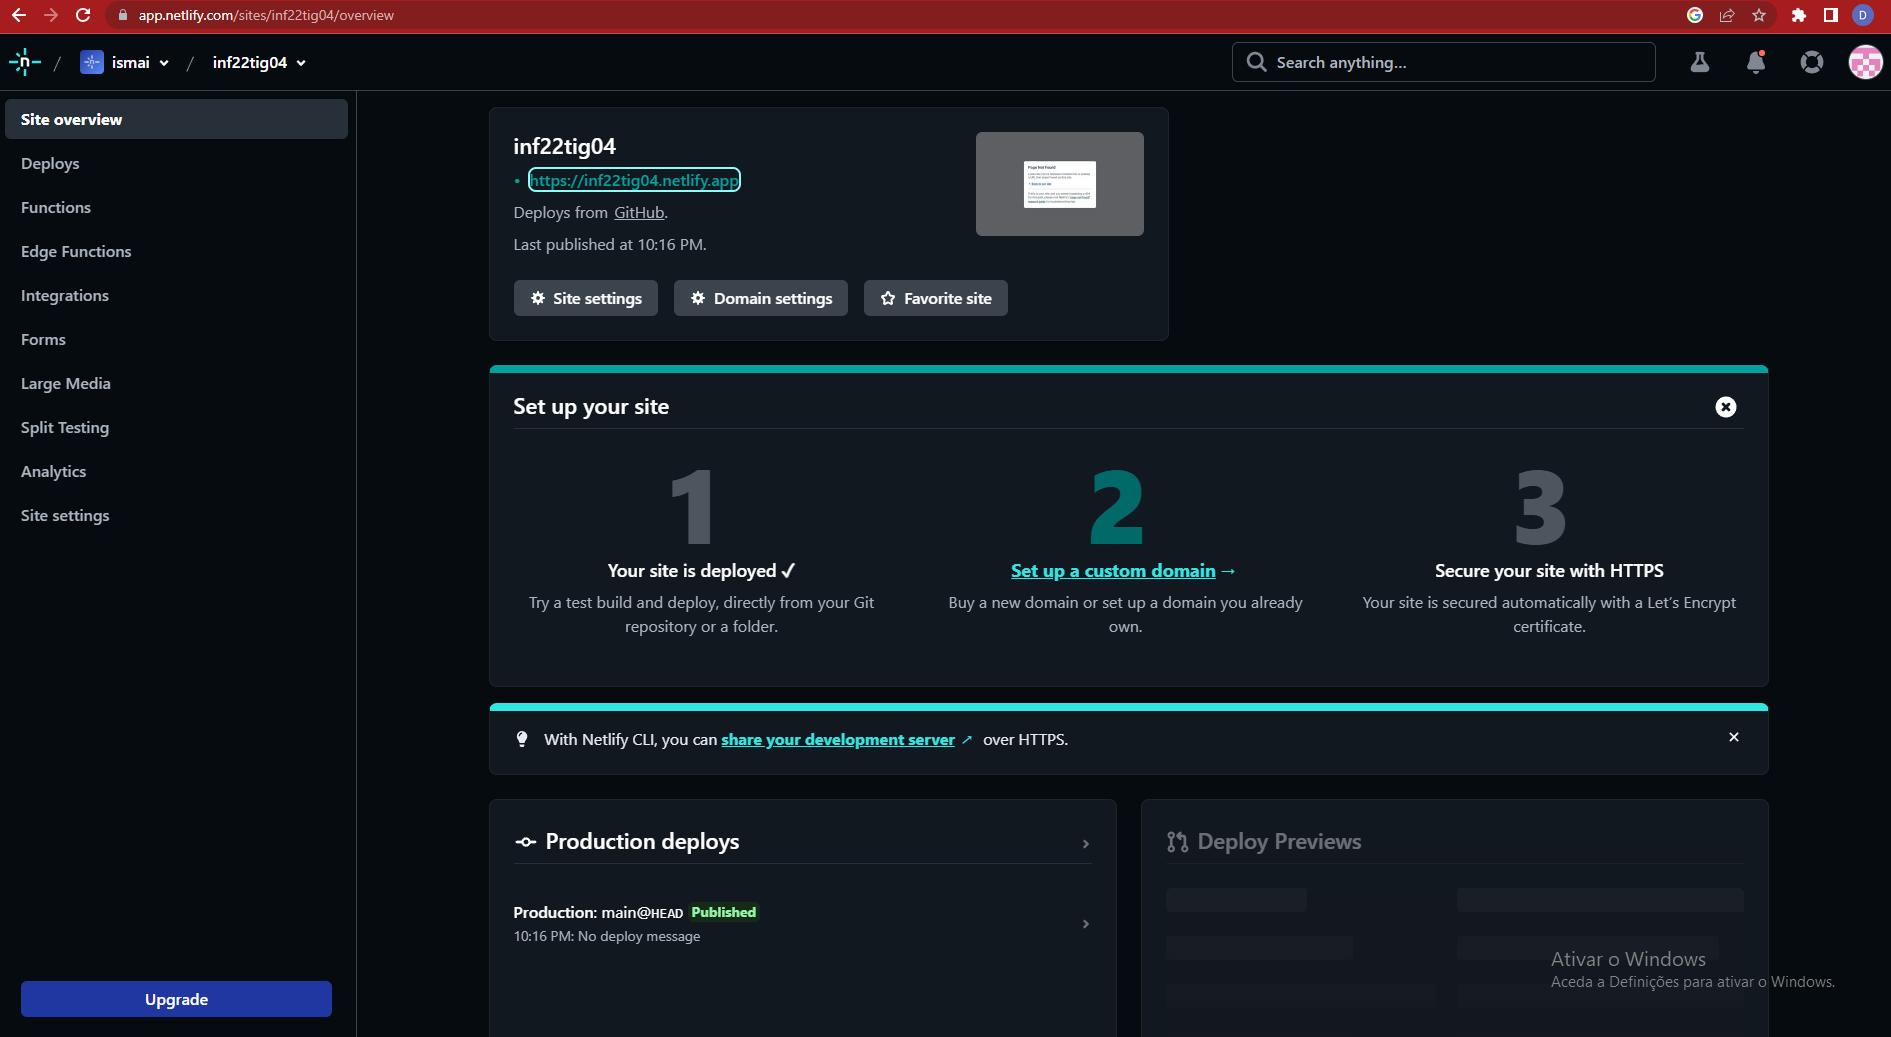 app.netlify.com/sites/inf22tig04/overview
D
n / ismai / inf22tig04
Search anything...
Site overview
Deploys
Functions
Edge Functions
Integrations
Forms
Large Media
Split Testing
Analytics
Site settings
Upgrade
inf22tig04
• https://inf22tig04.netlify.app
Deploys from GitHub.
Last published at 10:16 PM.
Page Not Found
Site settings
Domain settings
Favorite site
Set up your site
1
Your site is deployed ✓
Try a test build and deploy, directly from your Git
repository or a folder.
2
Set up a custom domain →
Buy a new domain or set up a domain you already
own.
3
Secure your site with HTTPS
Your site is secured automatically with a Let’s Encrypt
certificate.
With Netlify CLI, you can share your development server ↗ over HTTPS.
Production deploys
Production: main@HEAD Published
10:16 PM: No deploy message
Deploy Previews
Ativar o Windows
Aceda a Definições para ativar o Windows.